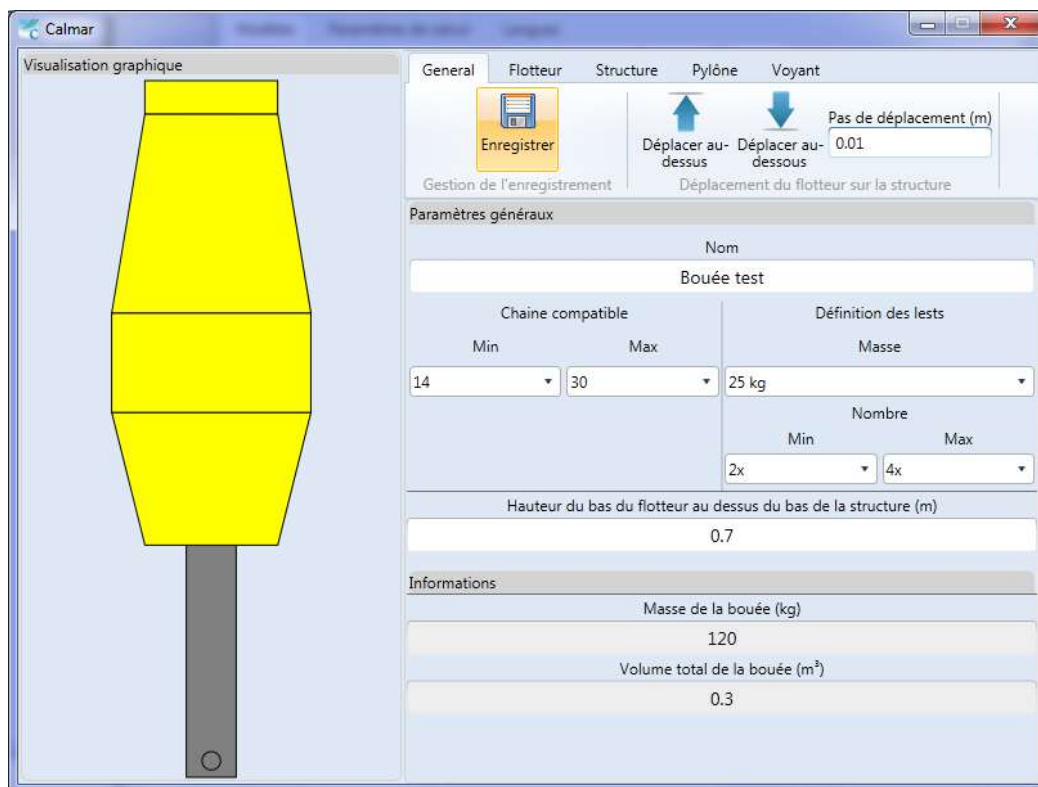 Calmar
Visualisation graphique
General Flotteur Structure Pylône Voyant
Enregistrer
Gestion de l'enregistrement
Déplacer au-dessus
Déplacer au-dessous
Pas de déplacement (m)
0.01
Déplacement du flotteur sur la structure
Paramètres généraux
Nom
Bouée test
Chaine compatible
Min Max
14 30
Définition des lests
Masse
25 kg
Nombre
Min Max
2x 4x
Hauteur du bas du flotteur au dessus du bas de la structure (m)
0.7
Informations
Masse de la bouée (kg)
120
Volume total de la bouée (m³)
0.3